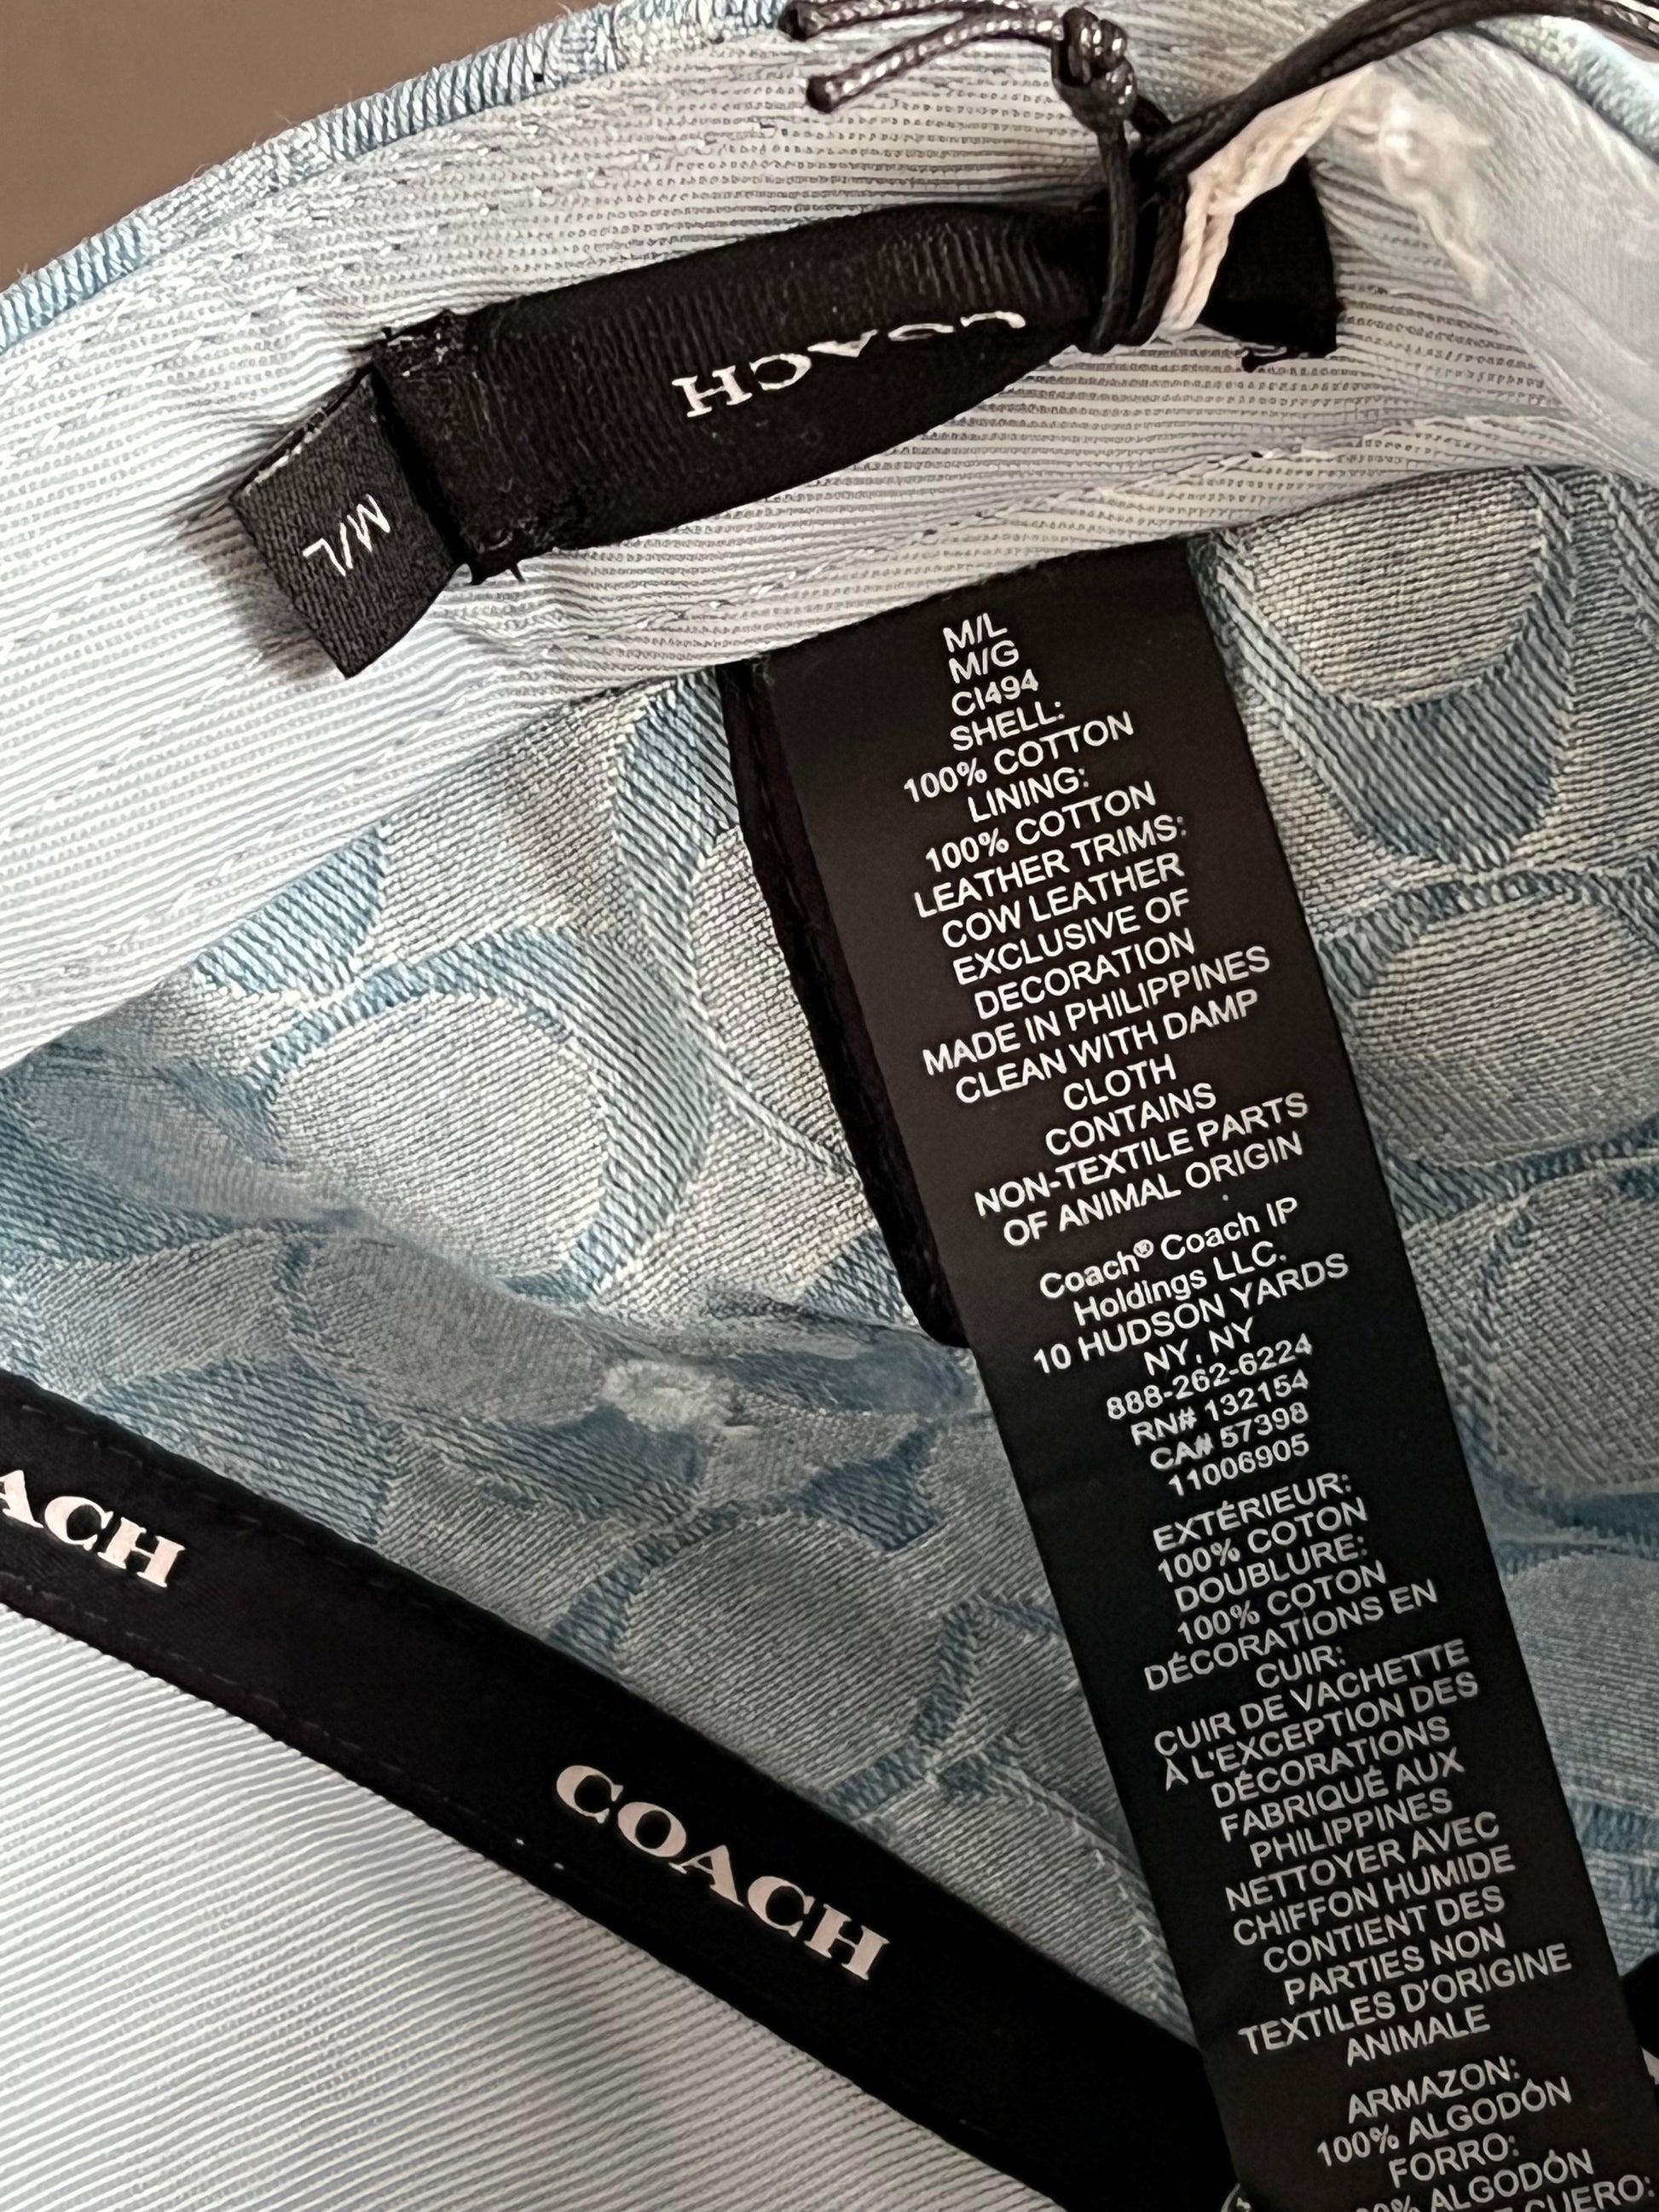 COACH
M/L
M/L
M/G
CI494
SHELL:
100% COTTON
LINING:
100% COTTON
LEATHER TRIMS:
COW LEATHER
EXCLUSIVE OF
DECORATION
MADE IN PHILIPPINES
CLEAN WITH DAMP
CLOTH
CONTAINS
NON-TEXTILE PARTS
OF ANIMAL ORIGIN
Coach® Coach IP
Holdings LLC.
10 HUDSON YARDS
NY, NY
888-262-6224
RN# 132154
CA# 57398
11006905
EXTÉRIEUR:
100% COTON
DOUBLURE:
100% COTON
DÉCORATIONS EN
CUIR:
CUIR DE VACHETTE
À L'EXCEPTION DES
DÉCORATIONS
FABRIQUÉ AUX
PHILIPPINES
NETTOYER AVEC
CHIFFON HUMIDE
CONTIENT DES
PARTIES NON
TEXTILES D'ORIGINE
ANIMALE
ARMAZON:
100% ALGODÓN
FORRO:
ALGODÓN
ACH
COACH